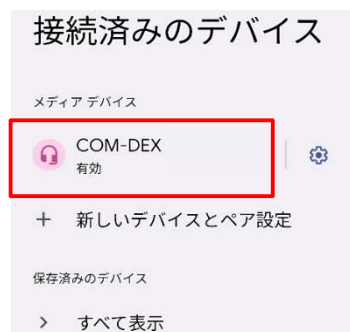 接続済みのデバイス
メディア デバイス
COM-DEX
有効
+ 新しいデバイスとペア設定
保存済みのデバイス
> すべて表示